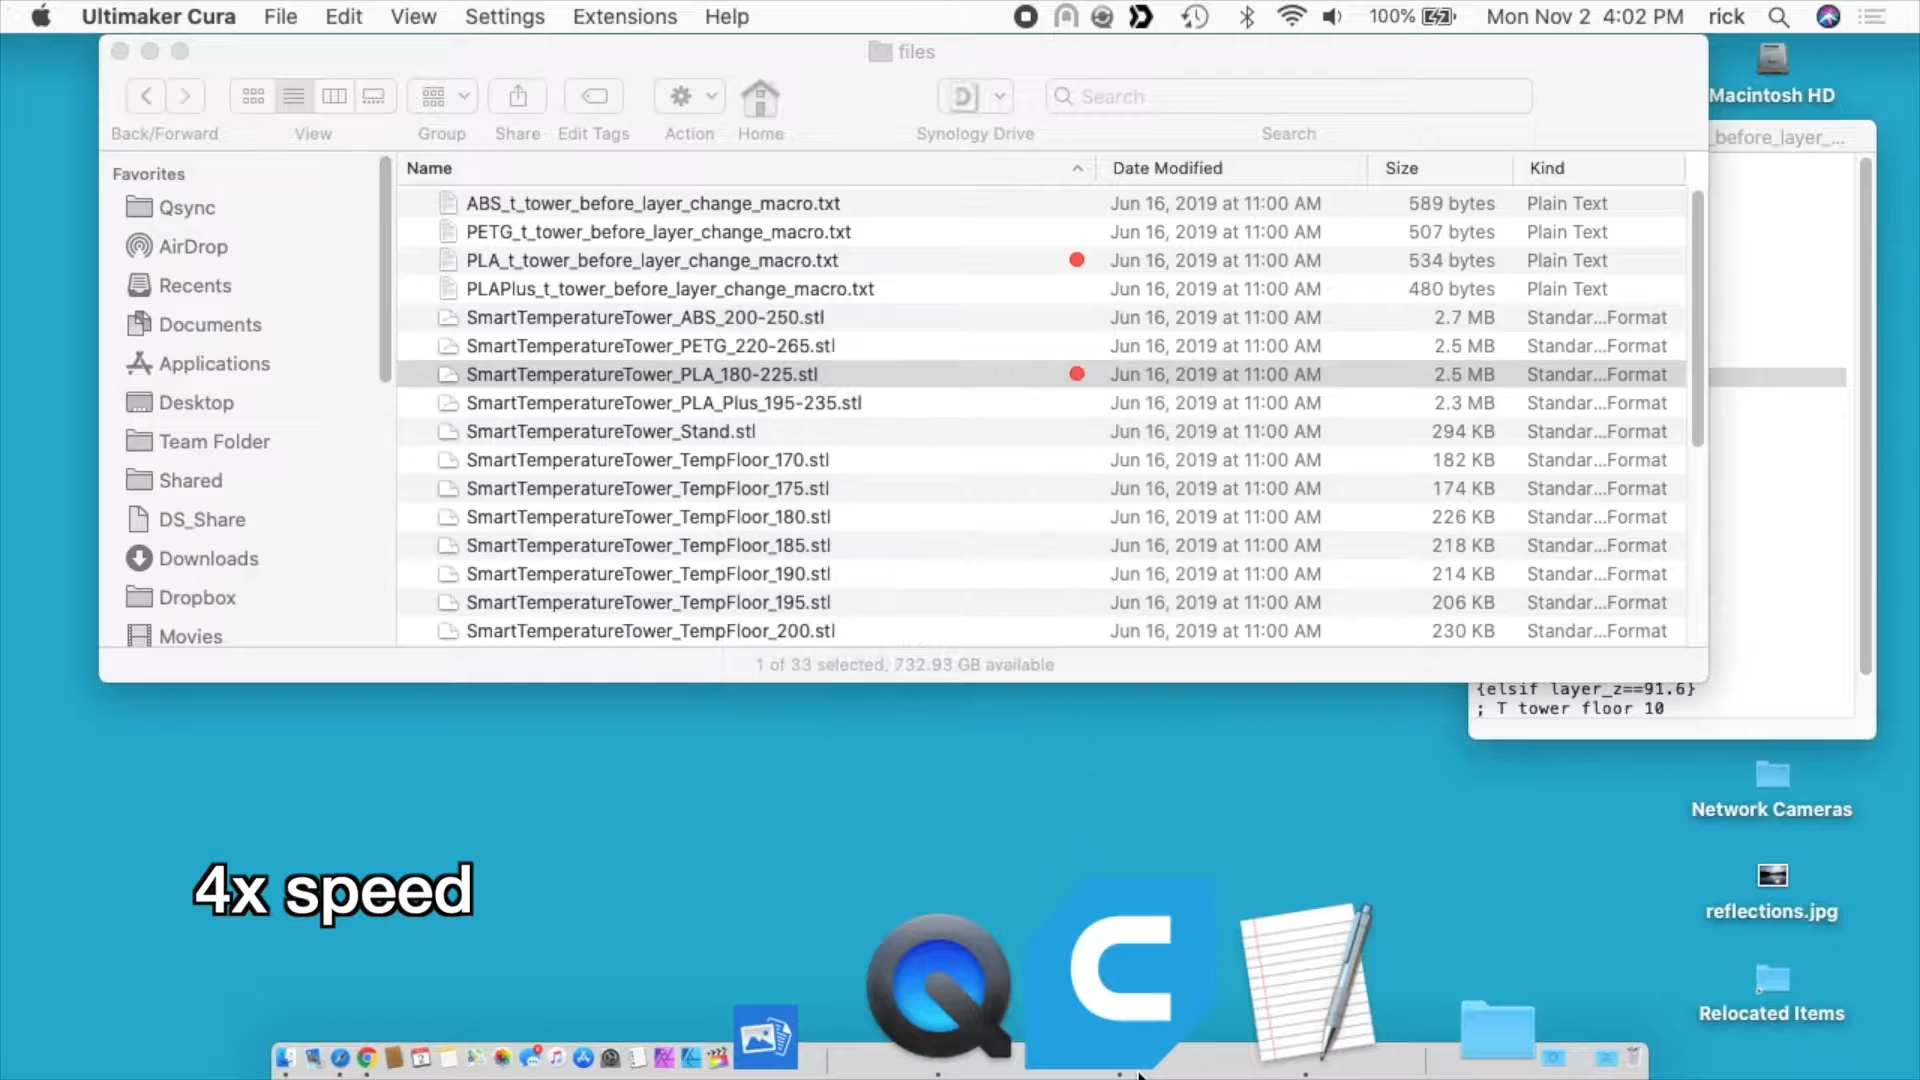 Ultimaker Cura File Edit View Settings Extensions Help 100% Mon Nov 2 4:02 PM rick
files
Search
Back/Forward View Group Share Edit Tags Action Home Synology Drive Search
Favorites
Qsync
AirDrop
Recents
Documents
Applications
Desktop
Team Folder
Shared
DS_Share
Downloads
Dropbox
Movies
Name Date Modified Size Kind
ABS_t_tower_before_layer_change_macro.txt Jun 16, 2019 at 11:00 AM 589 bytes Plain Text
PETG_t_tower_before_layer_change_macro.txt Jun 16, 2019 at 11:00 AM 507 bytes Plain Text
PLA_t_tower_before_layer_change_macro.txt Jun 16, 2019 at 11:00 AM 534 bytes Plain Text
PLAPlus_t_tower_before_layer_change_macro.txt Jun 16, 2019 at 11:00 AM 480 bytes Plain Text
SmartTemperatureTower_ABS_200-250.stl Jun 16, 2019 at 11:00 AM 2.7 MB Standar...Format
SmartTemperatureTower_PETG_220-265.stl Jun 16, 2019 at 11:00 AM 2.5 MB Standar...Format
SmartTemperatureTower_PLA_180-225.stl Jun 16, 2019 at 11:00 AM 2.5 MB Standar...Format
SmartTemperatureTower_PLA_Plus_195-235.stl Jun 16, 2019 at 11:00 AM 2.3 MB Standar...Format
SmartTemperatureTower_Stand.stl Jun 16, 2019 at 11:00 AM 294 KB Standar...Format
SmartTemperatureTower_TempFloor_170.stl Jun 16, 2019 at 11:00 AM 182 KB Standar...Format
SmartTemperatureTower_TempFloor_175.stl Jun 16, 2019 at 11:00 AM 174 KB Standar...Format
SmartTemperatureTower_TempFloor_180.stl Jun 16, 2019 at 11:00 AM 226 KB Standar...Format
SmartTemperatureTower_TempFloor_185.stl Jun 16, 2019 at 11:00 AM 218 KB Standar...Format
SmartTemperatureTower_TempFloor_190.stl Jun 16, 2019 at 11:00 AM 214 KB Standar...Format
SmartTemperatureTower_TempFloor_195.stl Jun 16, 2019 at 11:00 AM 206 KB Standar...Format
SmartTemperatureTower_TempFloor_200.stl Jun 16, 2019 at 11:00 AM 230 KB Standar...Format
1 of 33 selected, 732.93 GB available
Macintosh HD
_before_layer_...
{elsif layer_z==91.6}
; T tower floor 10
Network Cameras
reflections.jpg
Relocated Items
4x speed